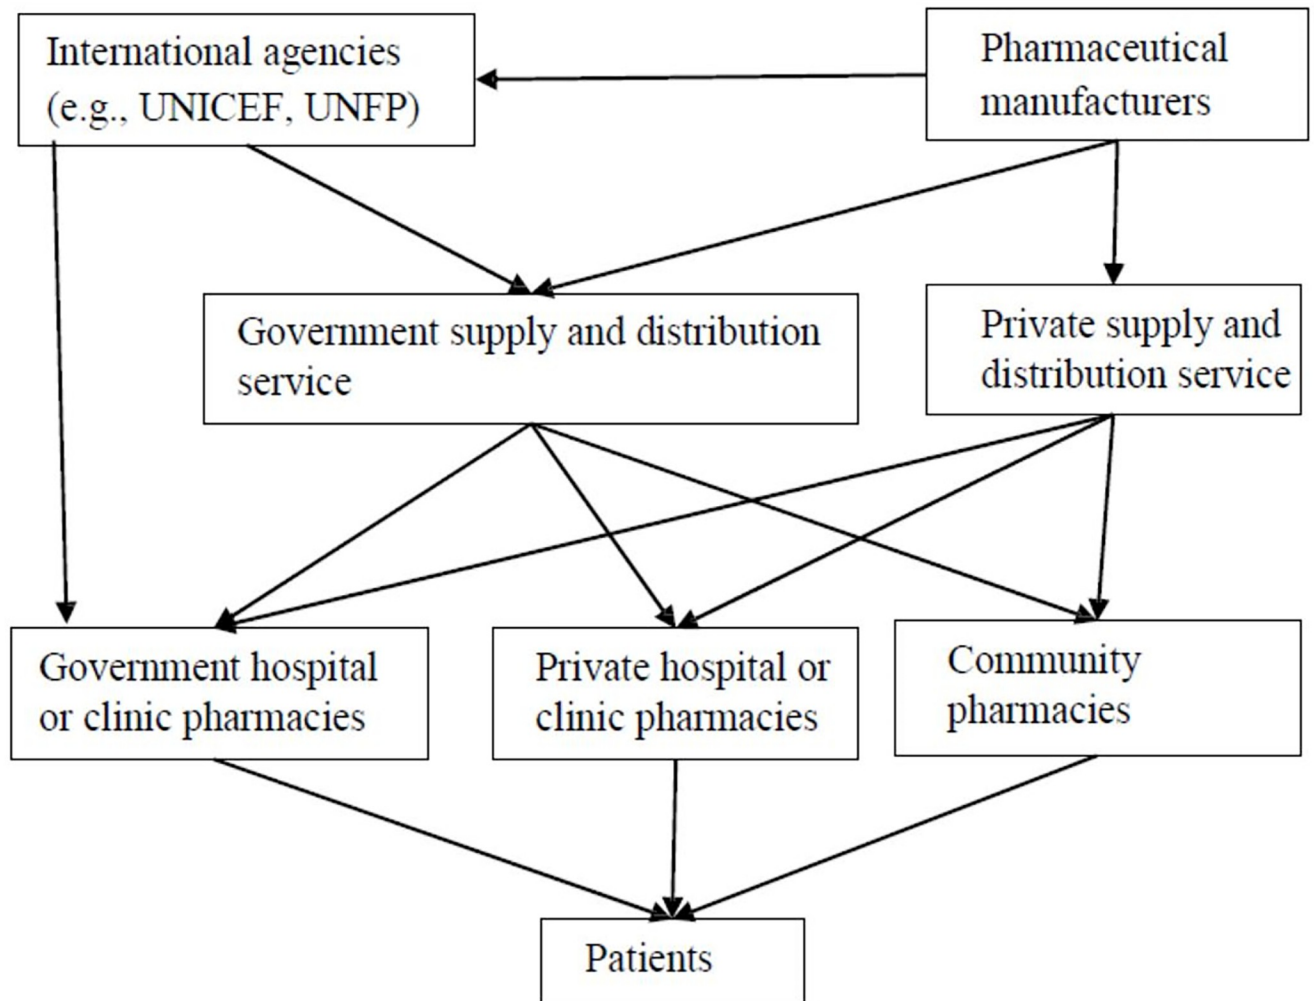 International agencies
(e.g., UNICEF, UNFP)
Pharmaceutical
manufacturers
Government supply and distribution
service
Private supply and
distribution service
Government hospital
or clinic pharmacies
Private hospital or
clinic pharmacies
Community
pharmacies
Patients